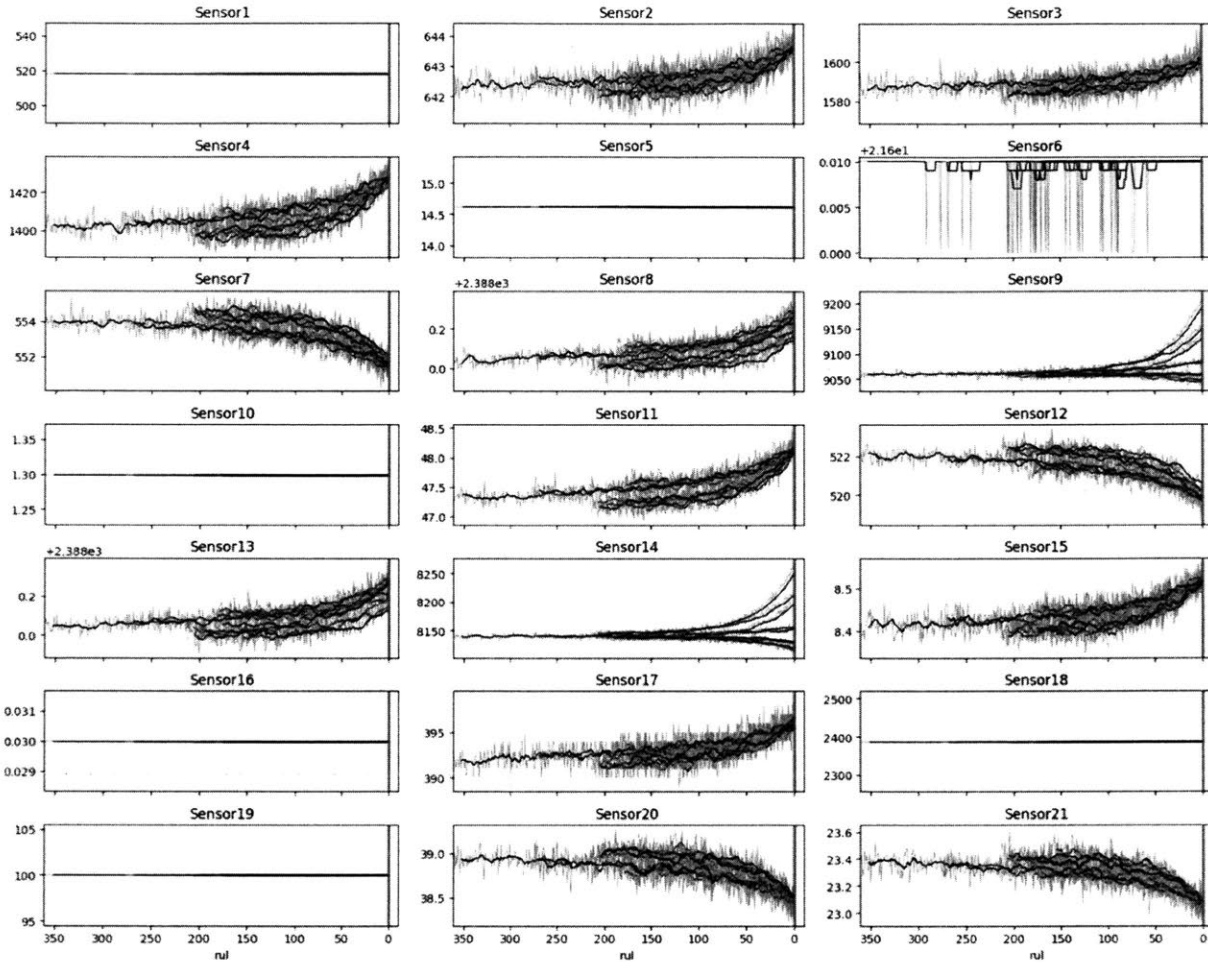 Sensor1 Sensor2 Sensor3
540 644 1600
520 643 1580
500 642
Sensor4 Sensor5 Sensor6
+2.16e1
1420 15.0 0.010
1400 14.5 0.005
14.0 0.000
Sensor7 Sensor8 Sensor9
+2.388e3
554 0.2 9200
552 0.0 9150
9100
9050
Sensor10 Sensor11 Sensor12
1.35 48.5 522
1.30 48.0 520
1.25 47.5
47.0
Sensor13 Sensor14 Sensor15
+2.388e3
0.2 8250 8.5
0.0 8200 8.4
8150
Sensor16 Sensor17 Sensor18
0.031 395 2500
0.030 390 2400
0.029 2300
Sensor19 Sensor20 Sensor21
105 39.0 23.6
100 38.5 23.4
95 23.2
23.0
350 300 250 200 150 100 50 0 350 300 250 200 150 100 50 0 350 300 250 200 150 100 50 0
rul rul rul